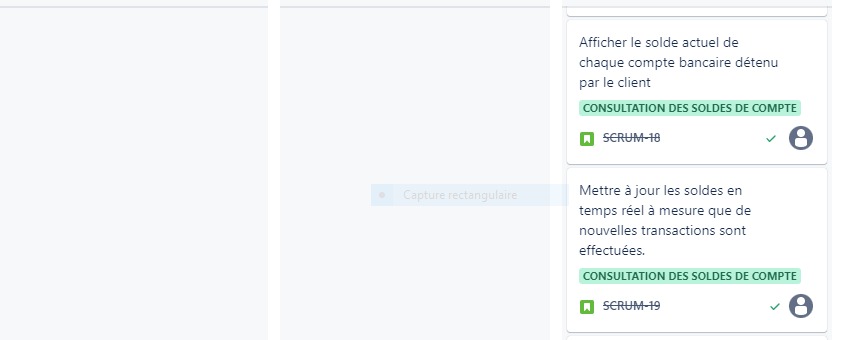 Afficher le solde actuel de
chaque compte bancaire détenu
par le client
CONSULTATION DES SOLDES DE COMPTE
SCRUM-18
Capture rectangulaire
Mettre à jour les soldes en
temps réel à mesure que de
nouvelles transactions sont
effectuées.
CONSULTATION DES SOLDES DE COMPTE
SCRUM-19